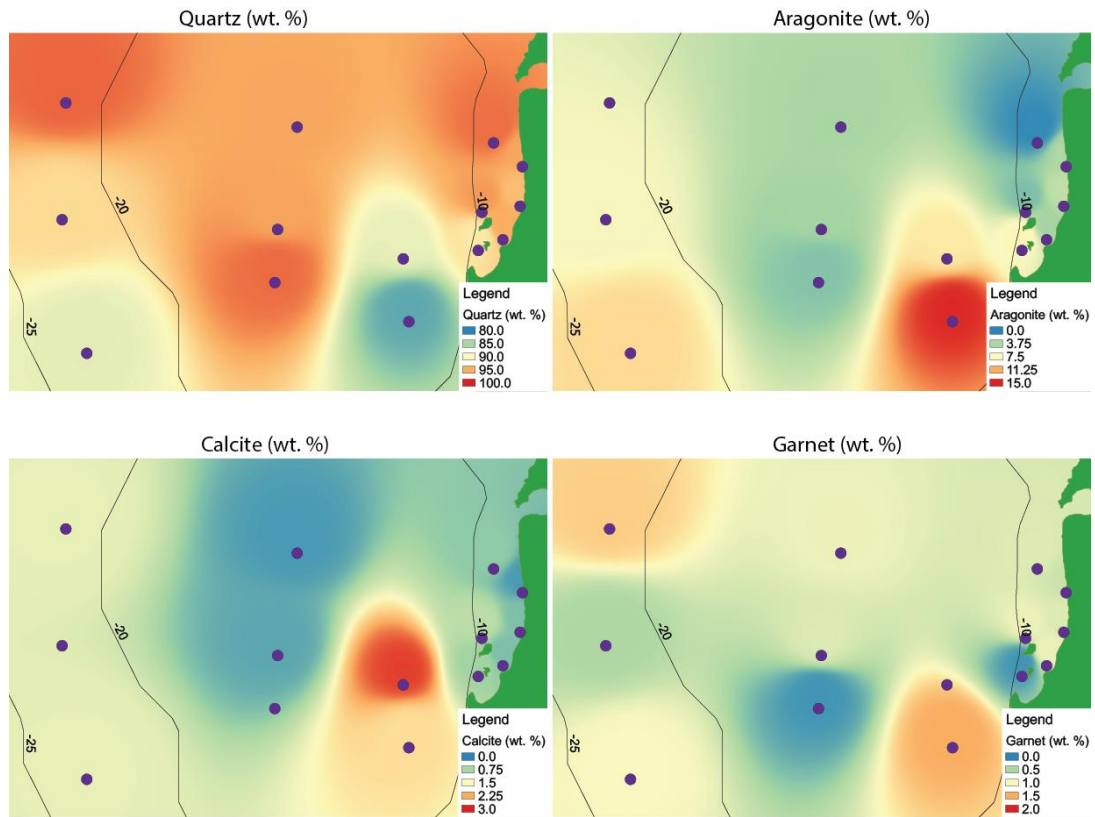 Quartz (wt. %)
-20
-10
-25
Legend
Quartz (wt. %)
80.0
85.0
90.0
95.0
100.0
Aragonite (wt. %)
-20
-10
-25
Legend
Aragonite (wt. %)
0.0
3.75
7.5
11.25
15.0
Calcite (wt. %)
-20
-10
-25
Legend
Calcite (wt. %)
0.0
0.75
1.5
2.25
3.0
Garnet (wt. %)
-20
-10
-25
Legend
Garnet (wt. %)
0.0
0.5
1.0
1.5
2.0